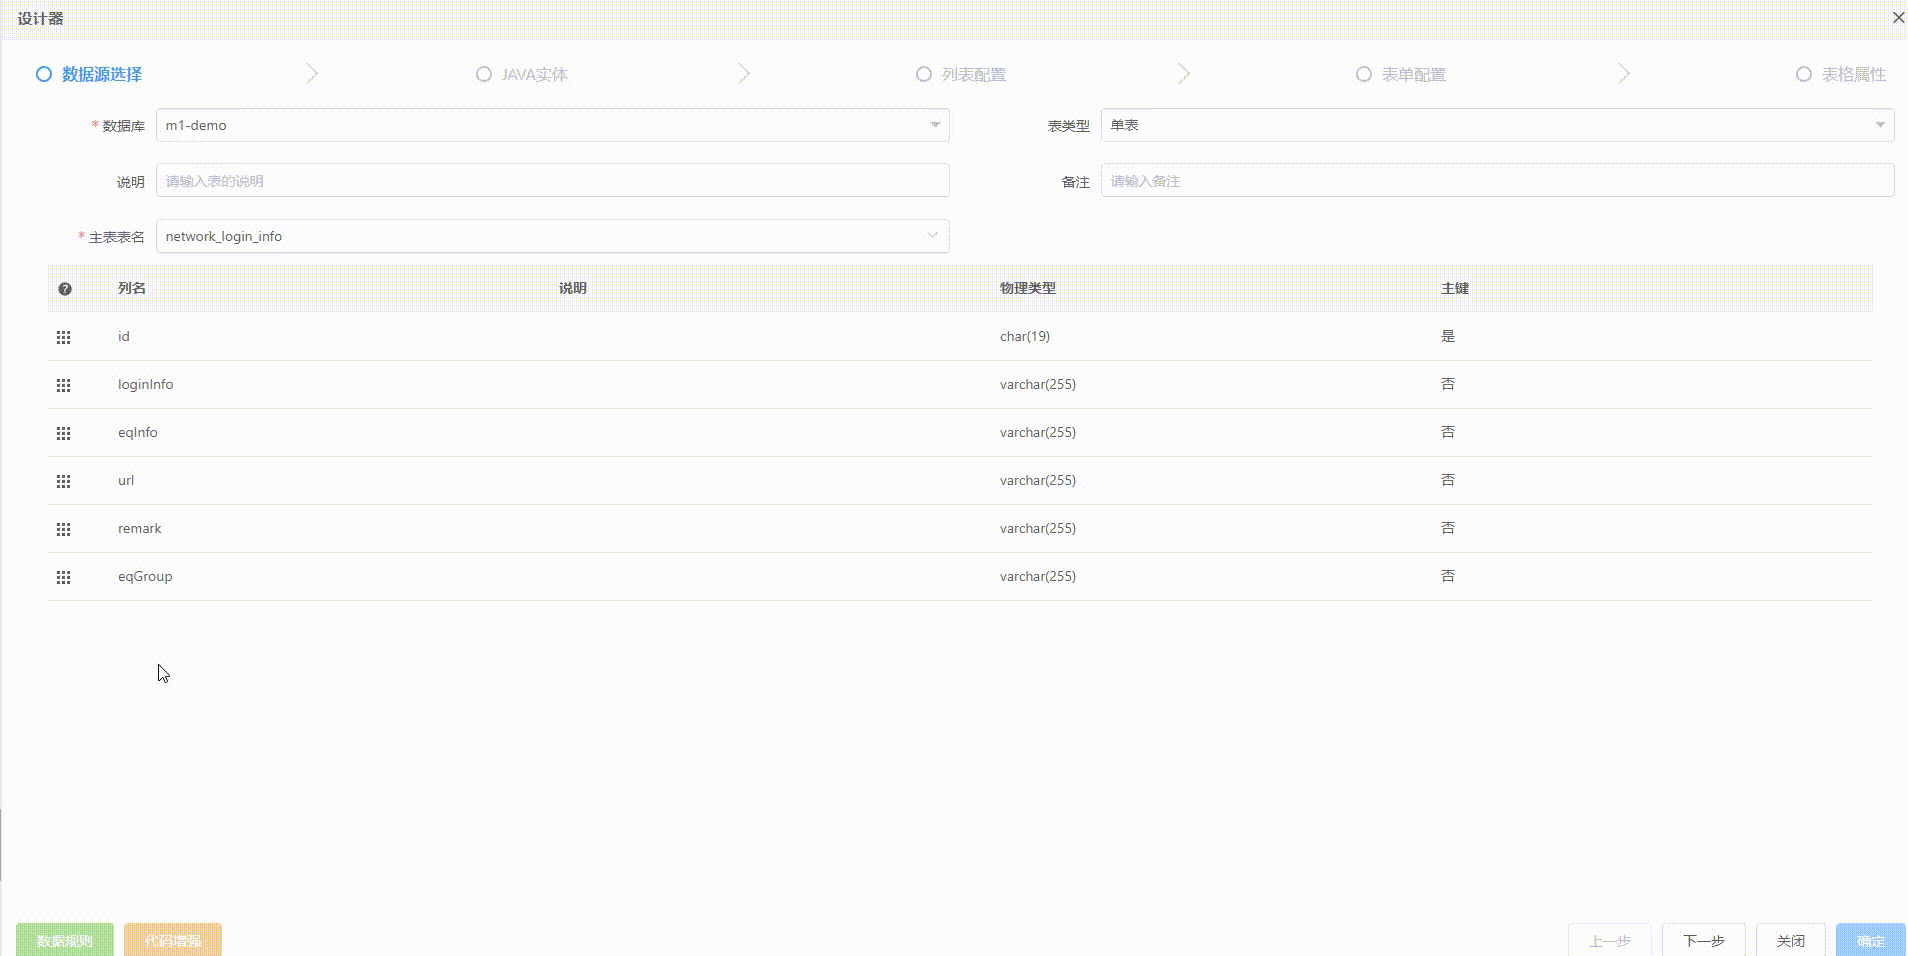 设计器
数据源选择 JAVA实体 列表配置 表单配置 表格属性
* 数据库 m1-demo 表类型 单表
说明 请输入表的说明 备注 请输入备注
* 主表表名 network_login_info
列名 说明 物理类型 主键
id char(19) 是
loginInfo varchar(255) 否
eqInfo varchar(255) 否
url varchar(255) 否
remark varchar(255) 否
eqGroup varchar(255) 否
数据规则 代码增强 上一步 下一步 关闭 确定